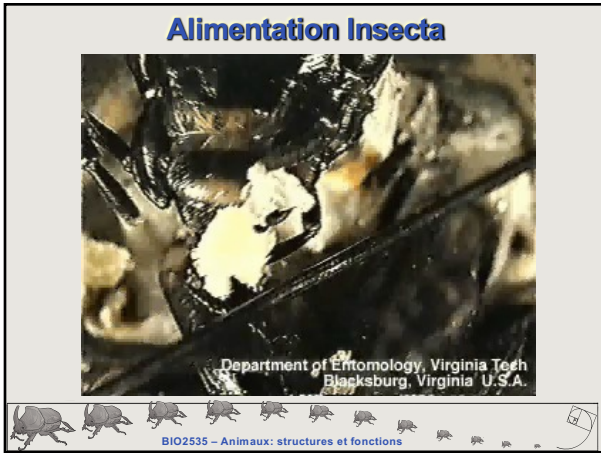 Alimentation Insecta
Department of Entomology, Virginia Tech
Blacksburg, Virginia U.S.A.
BIO2535 – Animaux: structures et fonctions